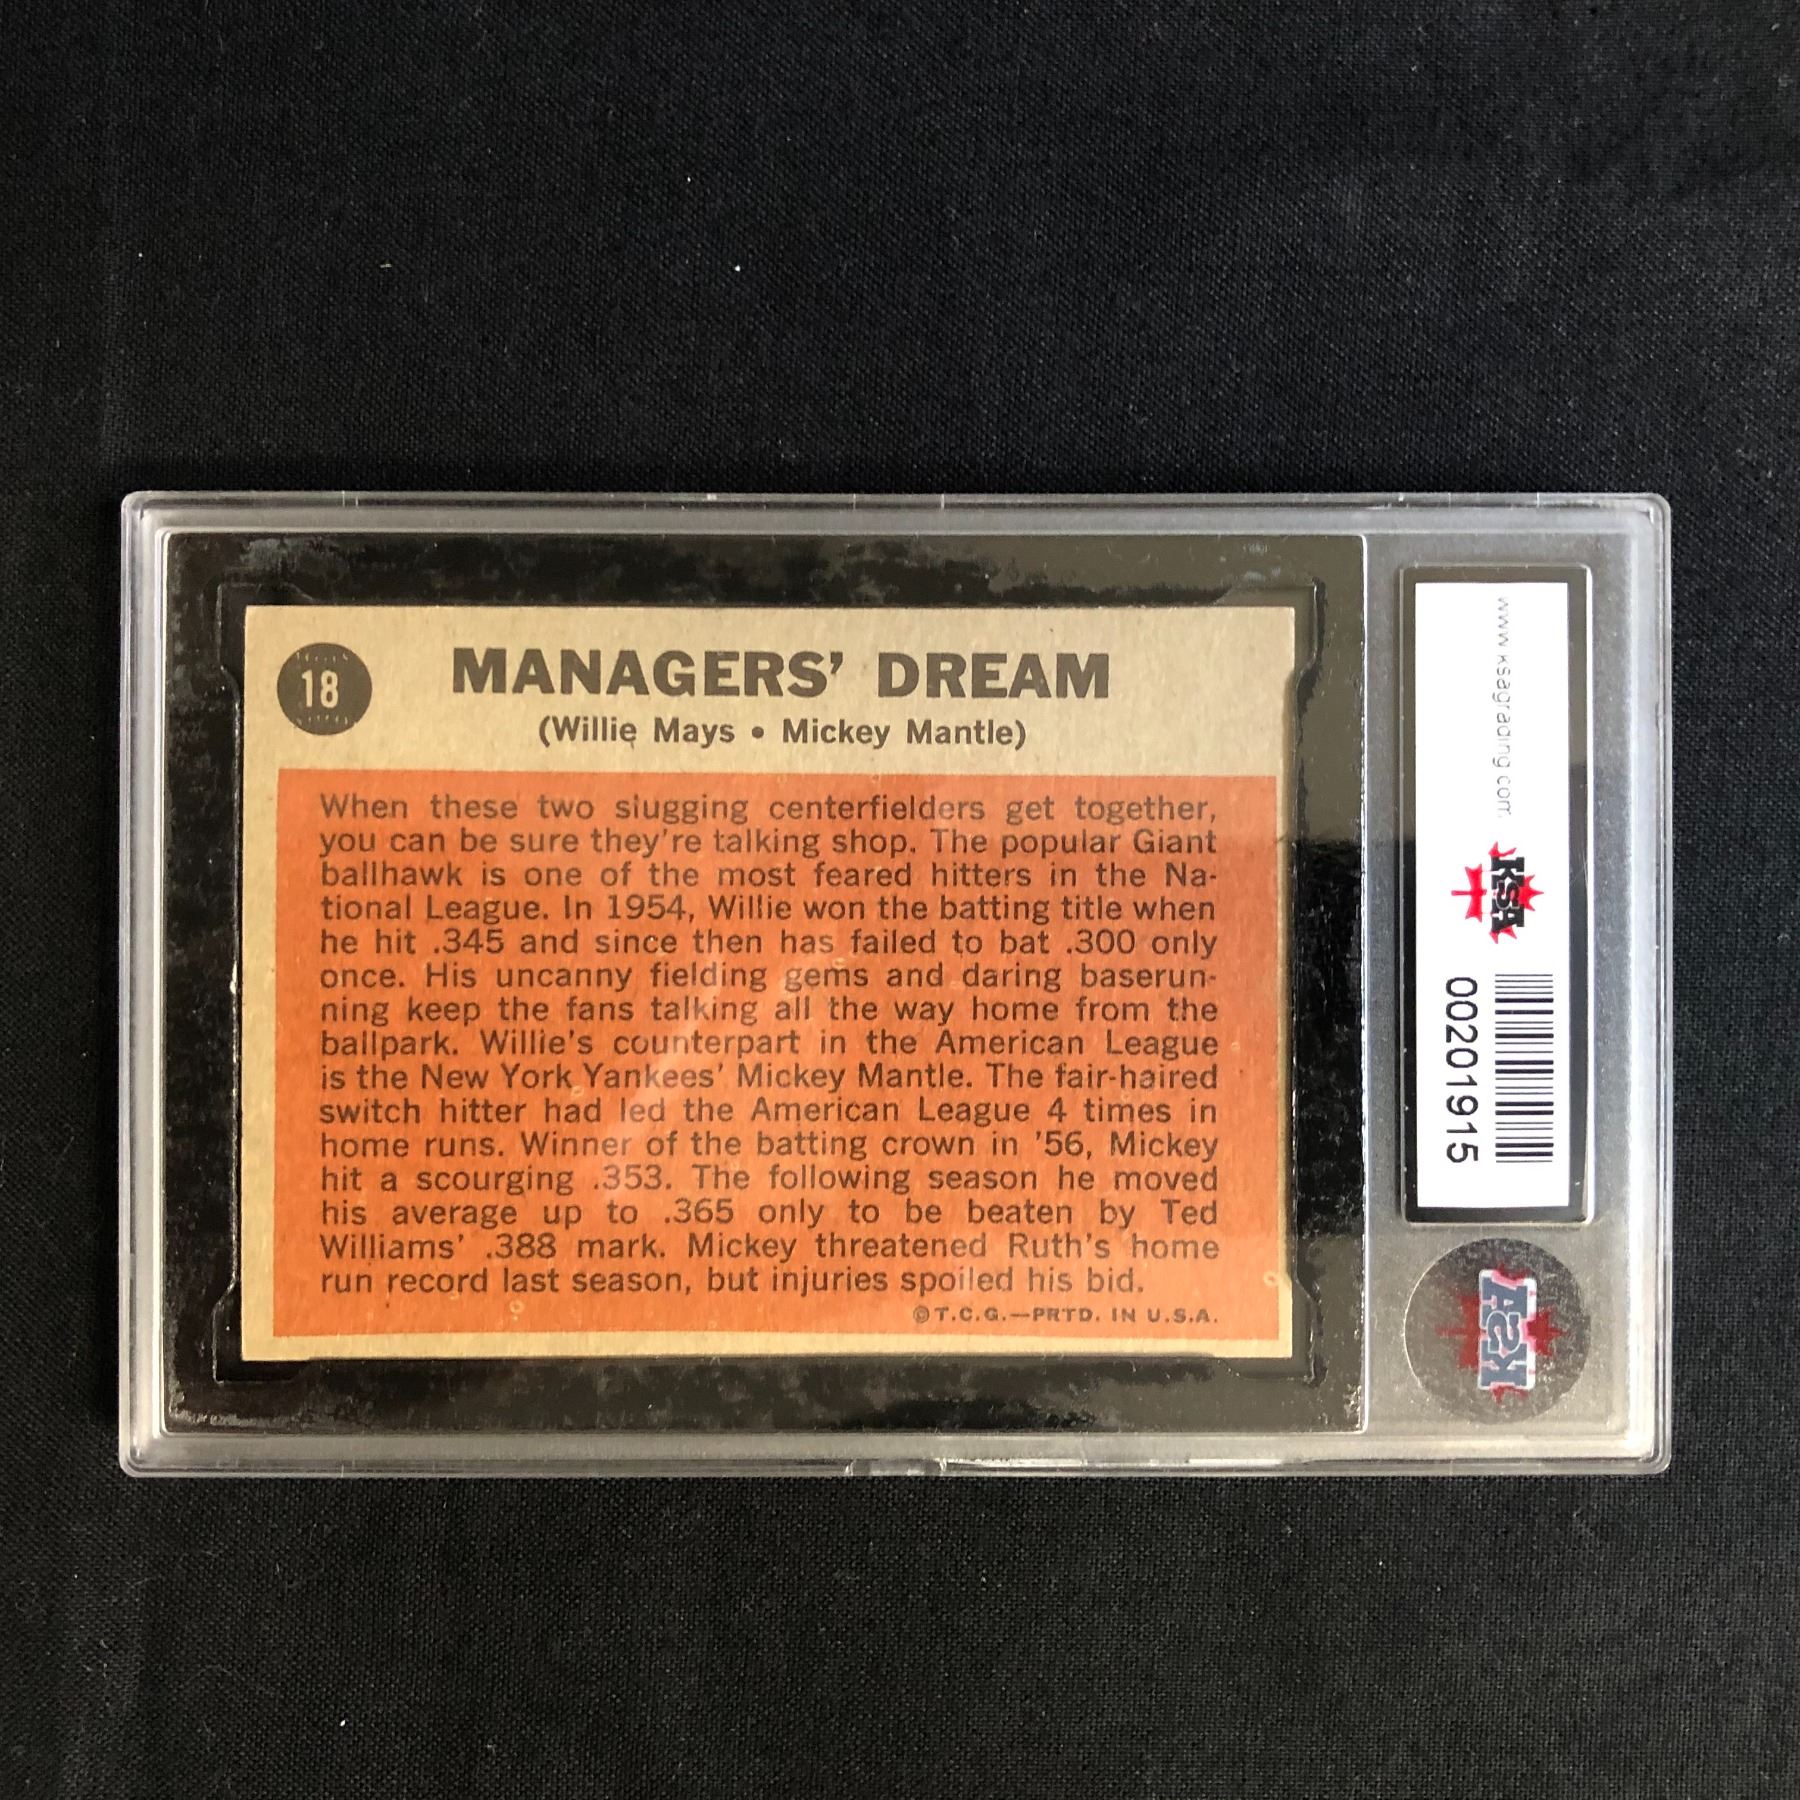 18
MANAGERS' DREAM
(Willie Mays • Mickey Mantle)
When these two slugging centerfielders get together,
you can be sure they're talking shop. The popular Giant
ballhawk is one of the most feared hitters in the Na-
tional League. In 1954, Willie won the batting title when
he hit .345 and since then has failed to bat .300 only
once. His uncanny fielding gems and daring baserun-
ning keep the fans talking all the way home from the
ballpark. Willie's counterpart in the American League
is the New York Yankees' Mickey Mantle. The fair-haired
switch hitter had led the American League 4 times in
home runs. Winner of the batting crown in '56, Mickey
hit a scourging .353. The following season he moved
his average up to .365 only to be beaten by Ted
Williams' .388 mark. Mickey threatened Ruth's home
run record last season, but injuries spoiled his bid.
©T.C.G.—PRTD. IN U.S.A.
www.ksagrading.com
KSA
00201915
KSA